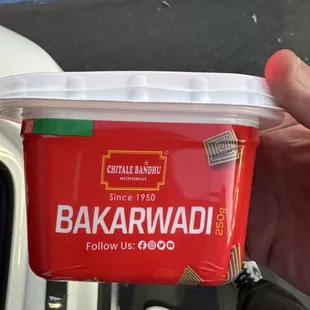 CHITALE BANDHU
MITHAIWALE
Since 1950
BAKARWADI
250g
Follow Us: